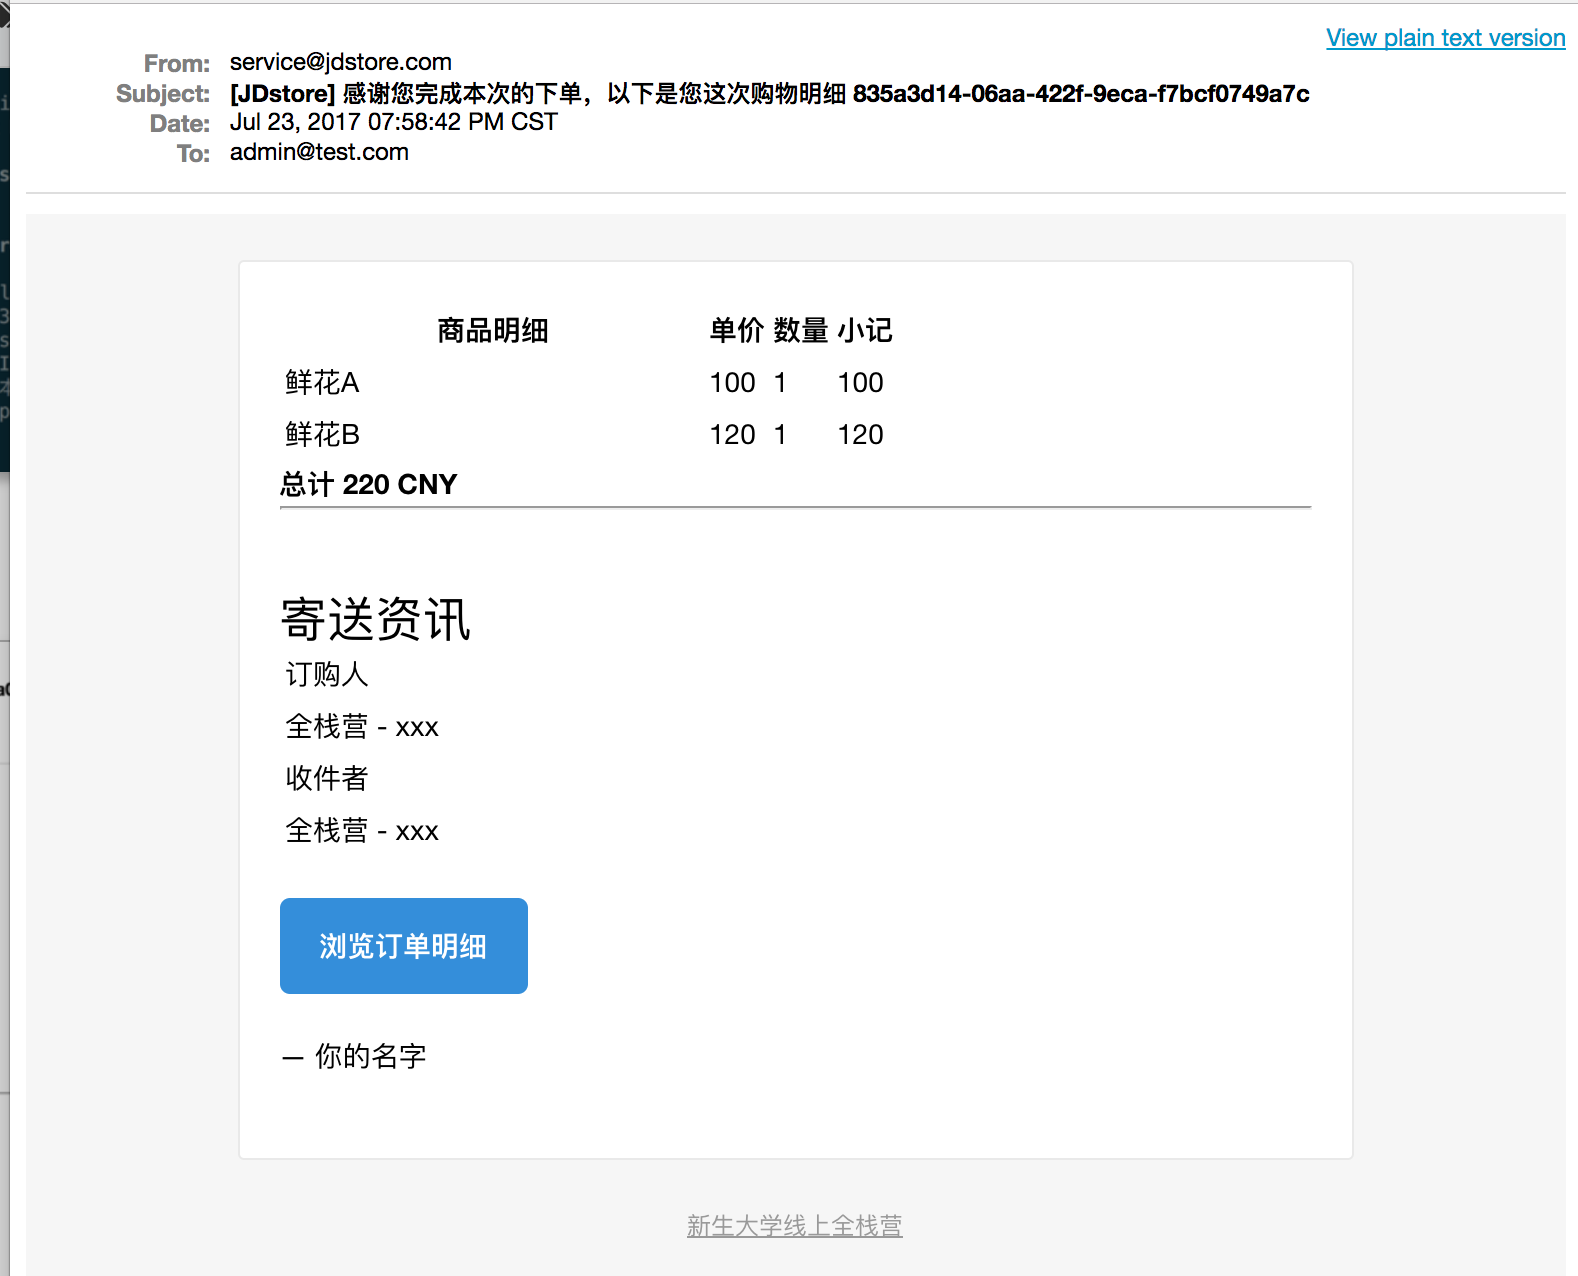 View plain text version
From: service@jdstore.com
Subject: [JDstore] 感谢您完成本次的下单，以下是您这次购物明细 835a3d14-06aa-422f-9eca-f7bcf0749a7c
Date: Jul 23, 2017 07:58:42 PM CST
To: admin@test.com
商品明细 单价 数量 小记
鲜花A 100 1 100
鲜花B 120 1 120
总计 220 CNY
寄送资讯
订购人
全栈营 - xxx
收件者
全栈营 - xxx
浏览订单明细
— 你的名字
新生大学线上全栈营